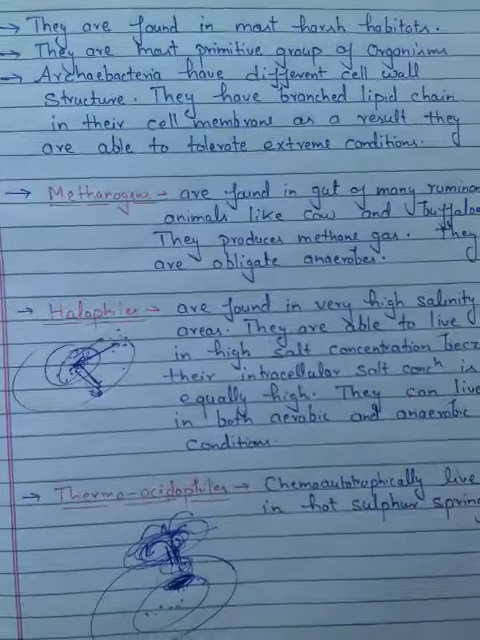 → They are found in most harsh habitats.
→ They are most primitive group of Organisms
→ Archaebacteria have different cell wall
structure. They have branched lipid chain
in their cell membrane as a result they
are able to tolerate extreme conditions.
→ Methanogens → are found in gut of many ruminan
animals like cow and buffaloe
They produces methane gas. They
are obligate anaerobes.
→ Halophiles → are found in very high salinity
areas. They are able to live
in high salt concentration becz
their intracellular salt concn is
equally high. They can live
in both aerobic and anaerobic
conditions.
→ Thermo-acidophiles → Chemoautotrophically live
in hot sulphur spring